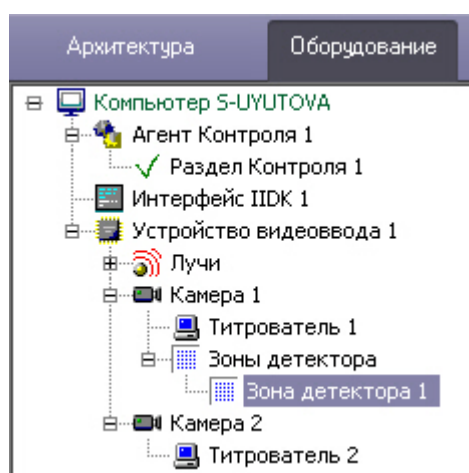 Архитектура Оборудование
Компьютер S-UYUTOVA
Агент Контроля 1
Раздел Контроля 1
Интерфейс IIDK 1
Устройство видеоввода 1
Лучи
Камера 1
Титрователь 1
Зоны детектора
Зона детектора 1
Камера 2
Титрователь 2